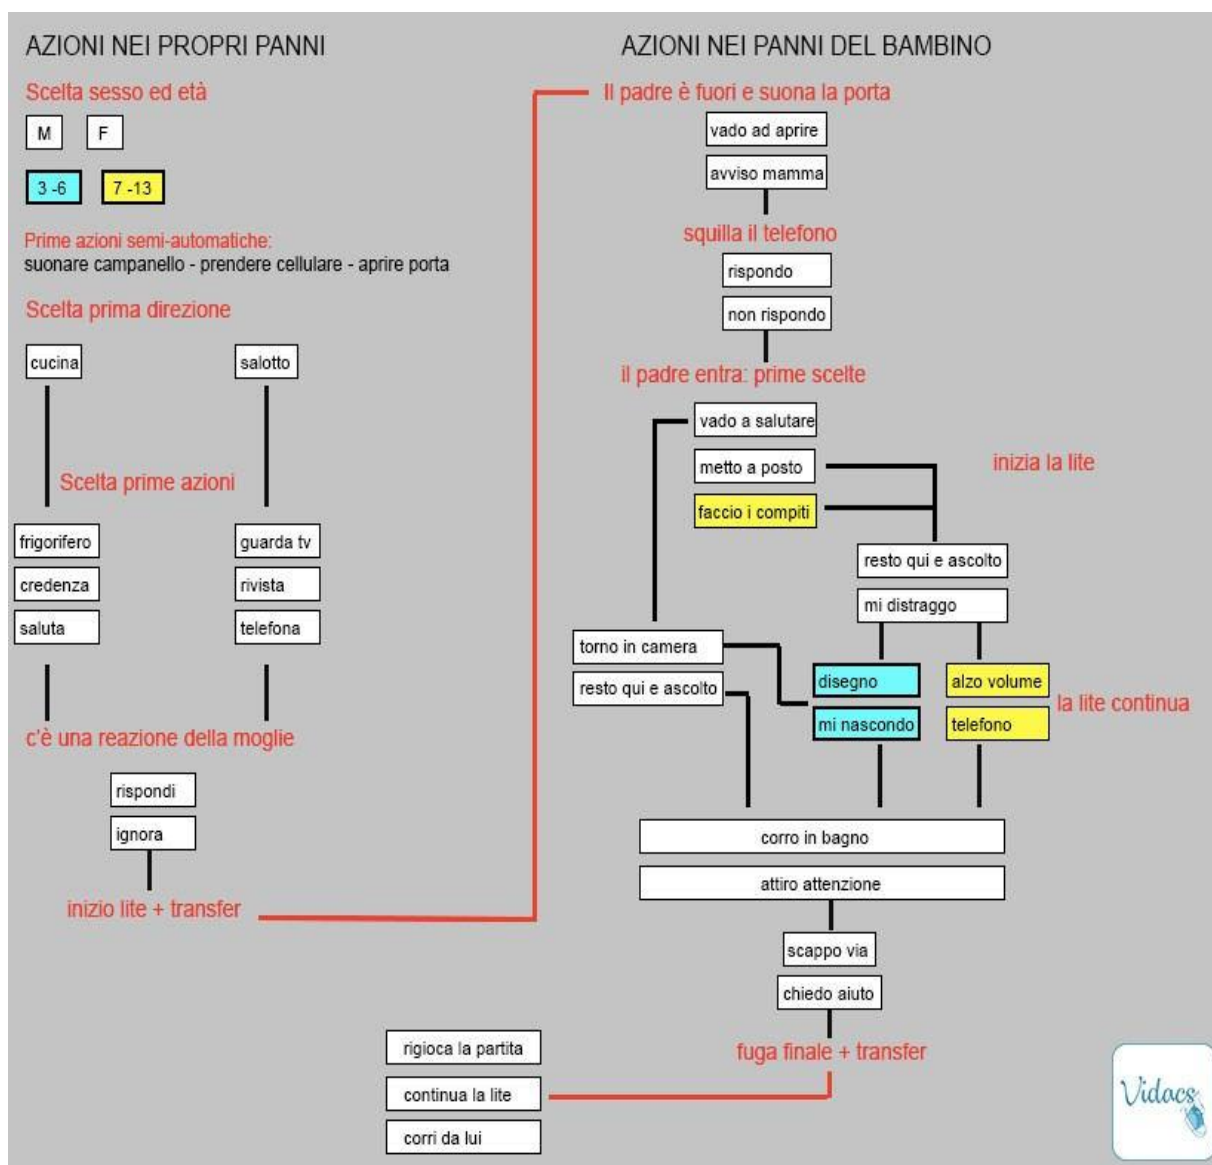 AZIONI NEI PROPRI PANNI
Scelta sesso ed età
M F
3 -6 7 -13
Prime azioni semi-automatiche:
suonare campanello - prendere cellulare - aprire porta
Scelta prima direzione
cucina salotto
Scelta prime azioni
frigorifero guarda tv
credenza rivista
saluta telefona
c'è una reazione della moglie
rispondi
ignora
inizio lite + transfer
AZIONI NEI PANNI DEL BAMBINO
Il padre è fuori e suona la porta
vado ad aprire
avviso mamma
squilla il telefono
rispondo
non rispondo
il padre entra: prime scelte
vado a salutare
metto a posto
faccio i compiti
inizia la lite
resto qui e ascolto
mi distraggo
torno in camera
resto qui e ascolto
disegno alzo volume
mi nascondo telefono
la lite continua
corro in bagno
attiro attenzione
scappo via
chiedo aiuto
fuga finale + transfer
rigioca la partita
continua la lite
corri da lui
Vidacs